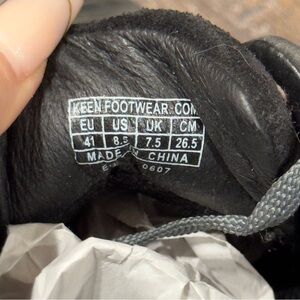 KEEN FOOTWEAR.COM
EU US UK CM
41 8.5 7.5 26.5
MADE IN CHINA
0607